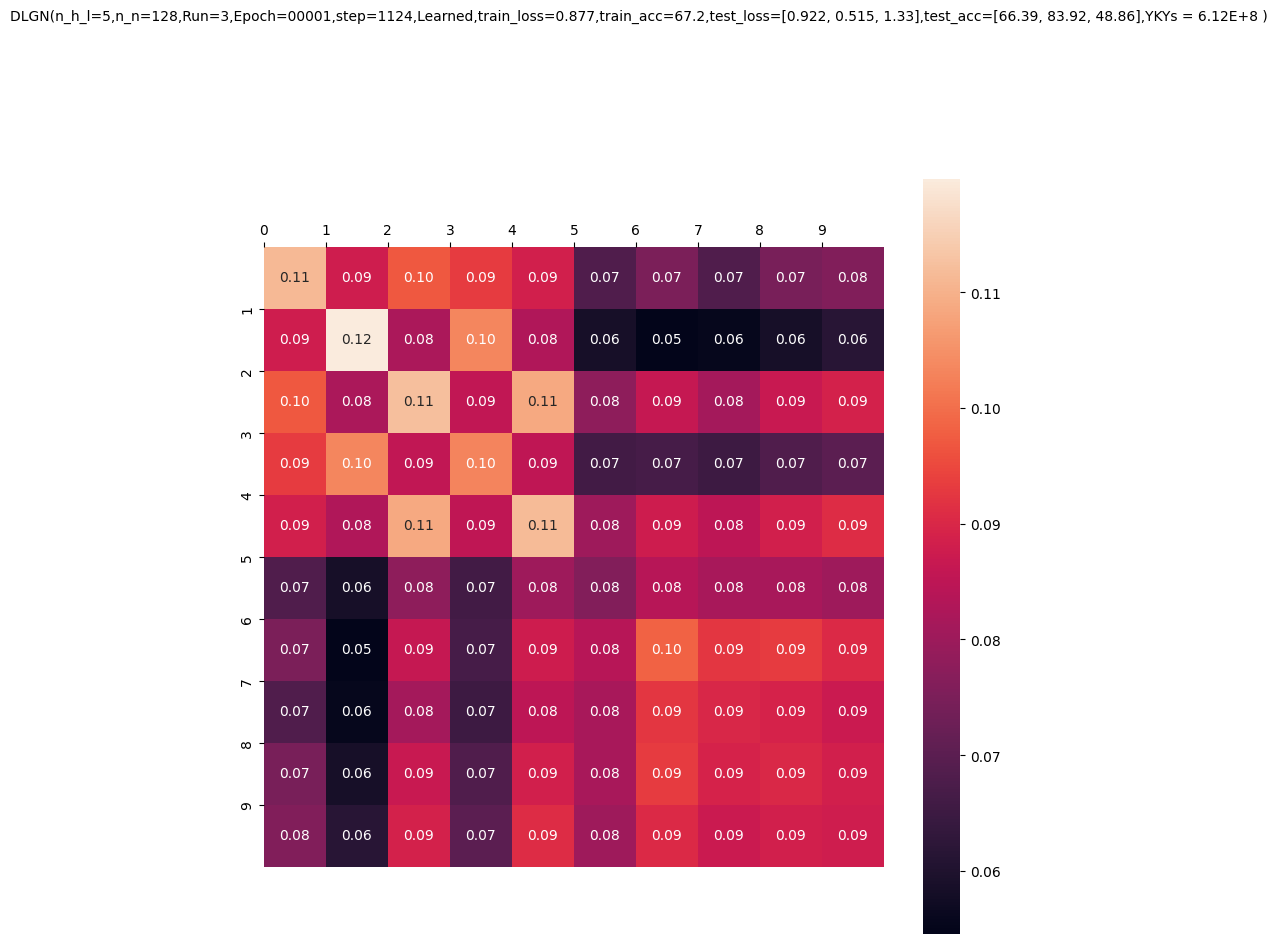 DLGN(n_h_l=5,n_n=128,Run=3,Epoch=00001,step=1124,Learned,train_loss=0.877,train_acc=67.2,test_loss=[0.922, 0.515, 1.33],test_acc=[66.39, 83.92, 48.86],YKYs = 6.12E+8 )
0 1 2 3 4 5 6 7 8 9
0.11 0.09 0.10 0.09 0.09 0.07 0.07 0.07 0.07 0.08
1
0.09 0.12 0.08 0.10 0.08 0.06 0.05 0.06 0.06 0.06
2
0.10 0.08 0.11 0.09 0.11 0.08 0.09 0.08 0.09 0.09
3
0.09 0.10 0.09 0.10 0.09 0.07 0.07 0.07 0.07 0.07
4
0.09 0.08 0.11 0.09 0.11 0.08 0.09 0.08 0.09 0.09
5
0.07 0.06 0.08 0.07 0.08 0.08 0.08 0.08 0.08 0.08
6
0.07 0.05 0.09 0.07 0.09 0.08 0.10 0.09 0.09 0.09
7
0.07 0.06 0.08 0.07 0.08 0.08 0.09 0.09 0.09 0.09
8
0.07 0.06 0.09 0.07 0.09 0.08 0.09 0.09 0.09 0.09
9
0.08 0.06 0.09 0.07 0.09 0.08 0.09 0.09 0.09 0.09
0.11
0.10
0.09
0.08
0.07
0.06